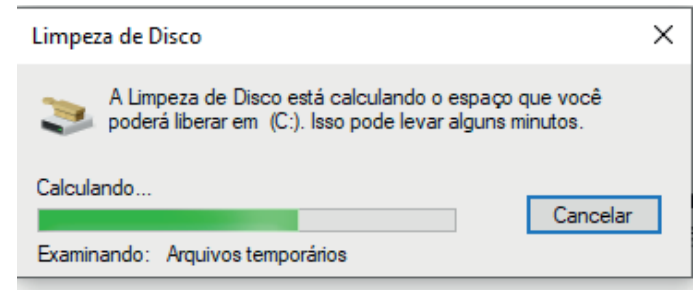 Limpeza de Disco
A Limpeza de Disco está calculando o espaço que você
poderá liberar em  (C:). Isso pode levar alguns minutos.
Calculando...
Cancelar
Examinando:   Arquivos temporários